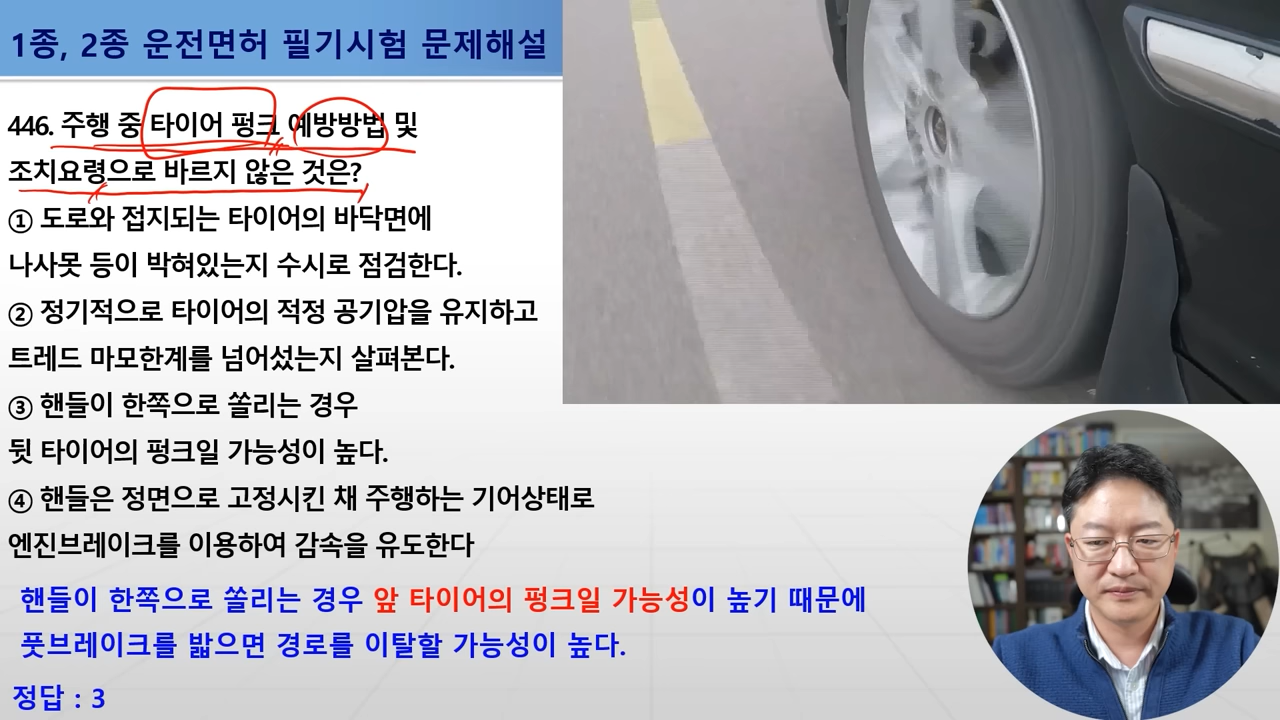 1종, 2종 운전면허 필기시험 문제해설
446. 주행 중 타이어 펑크 예방방법 및
조치요령으로 바르지 않은 것은?
① 도로와 접지되는 타이어의 바닥면에
나사못 등이 박혀있는지 수시로 점검한다.
② 정기적으로 타이어의 적정 공기압을 유지하고
트레드 마모한계를 넘어섰는지 살펴본다.
③ 핸들이 한쪽으로 쏠리는 경우
뒷 타이어의 펑크일 가능성이 높다.
④ 핸들은 정면으로 고정시킨 채 주행하는 기어상태로
엔진브레이크를 이용하여 감속을 유도한다
핸들이 한쪽으로 쏠리는 경우 앞 타이어의 펑크일 가능성이 높기 때문에
풋브레이크를 밟으면 경로를 이탈할 가능성이 높다.
정답 : 3